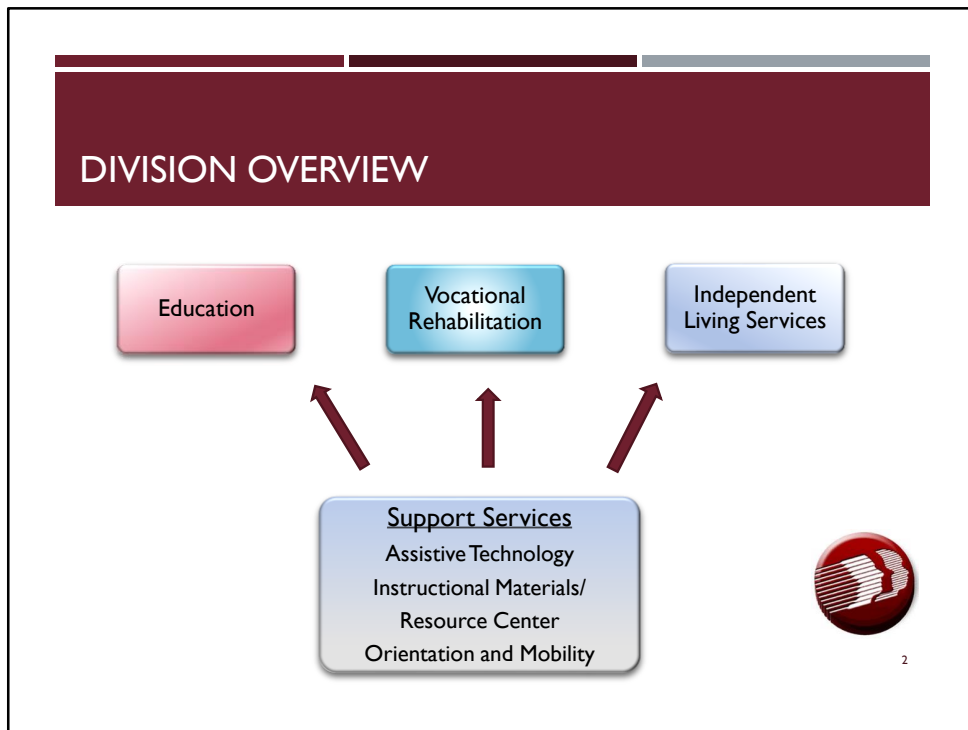 DIVISION OVERVIEW
Education
Vocational
Rehabilitation
Independent
Living Services
Support Services
Assistive Technology
Instructional Materials/
Resource Center
Orientation and Mobility
2